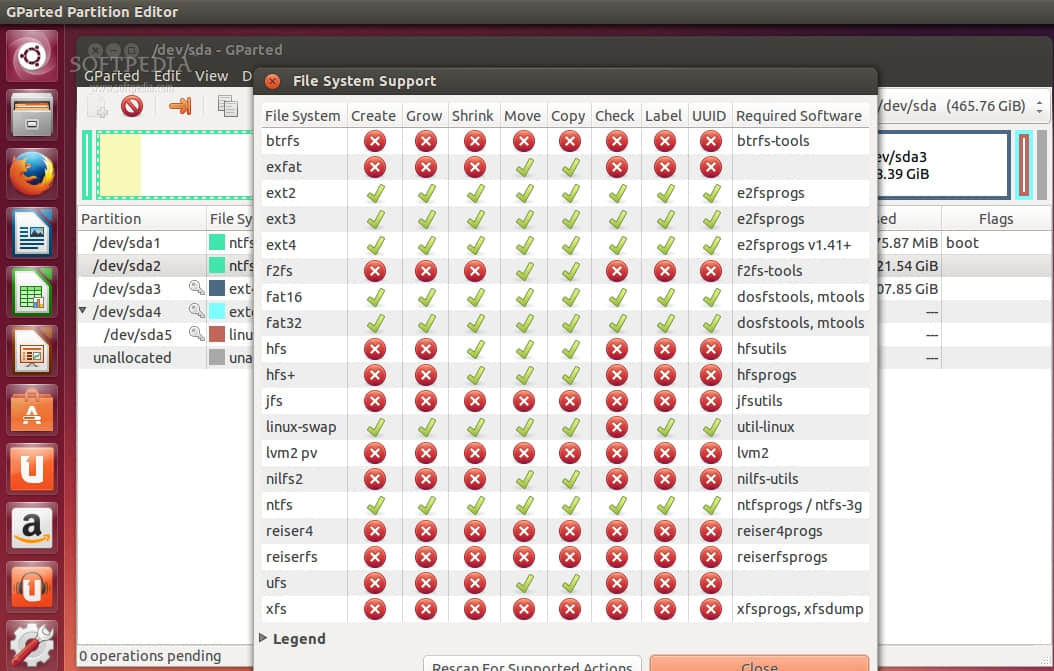 GParted Partition Editor
/dev/sda - GParted
SOFTPEDIA
GParted Edit View D
File System Support
/dev/sda (465.76 GiB)
File System Create Grow Shrink Move Copy Check Label UUID Required Software
btrfs btrfs-tools
exfat
ext2 e2fsprogs
ext3 e2fsprogs
ext4 e2fsprogs v1.41+
f2fs f2fs-tools
fat16 dosfstools, mtools
fat32 dosfstools, mtools
hfs hfsutils
hfs+ hfsprogs
jfs jfsutils
linux-swap util-linux
lvm2 pv lvm2
nilfs2 nilfs-utils
ntfs ntfsprogs / ntfs-3g
reiser4 reiser4progs
reiserfs reiserfsprogs
ufs
xfs xfsprogs, xfsdump
Legend
Rescan For Supported Actions Close
ev/sda3
3.39 GiB
Partition File Sy sed Flags
/dev/sda1 ntfs 75.87 MiB boot
/dev/sda2 ntfs 21.54 GiB
/dev/sda3 ext4 07.85 GiB
/dev/sda4 exte ---
/dev/sda5 linu ---
unallocated una ---
0 operations pending